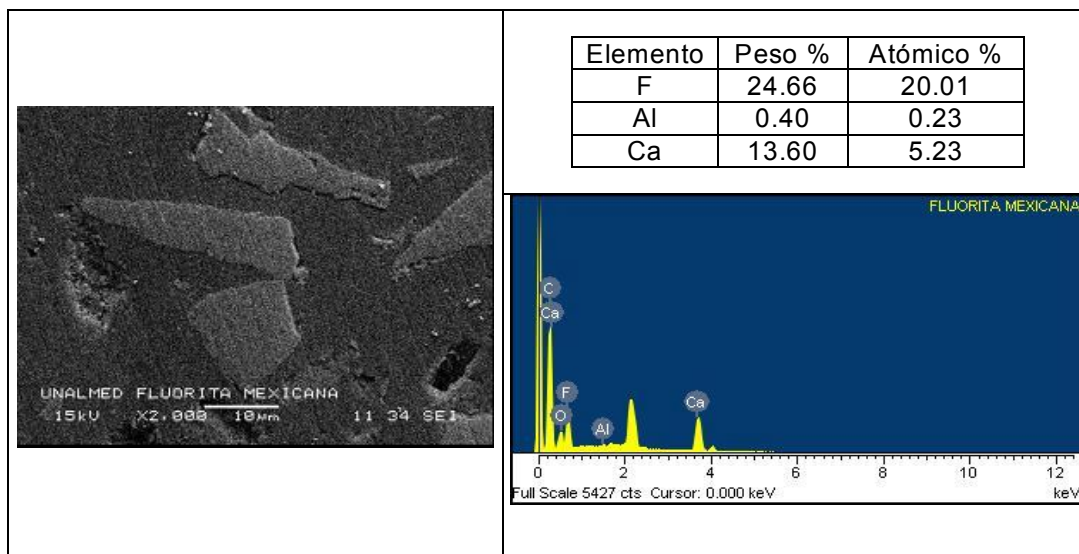 Elemento Peso % Atómico %
F 24.66 20.01
Al 0.40 0.23
Ca 13.60 5.23
UNALMED FLUORITA MEXICANA
15kU X2,000 10µm 11 34 SEI
FLUORITA MEXICANA
C
Ca
F
O
Al
Ca
0 2 4 6 8 10 12
Full Scale 5427 cts Cursor: 0.000 keV keV